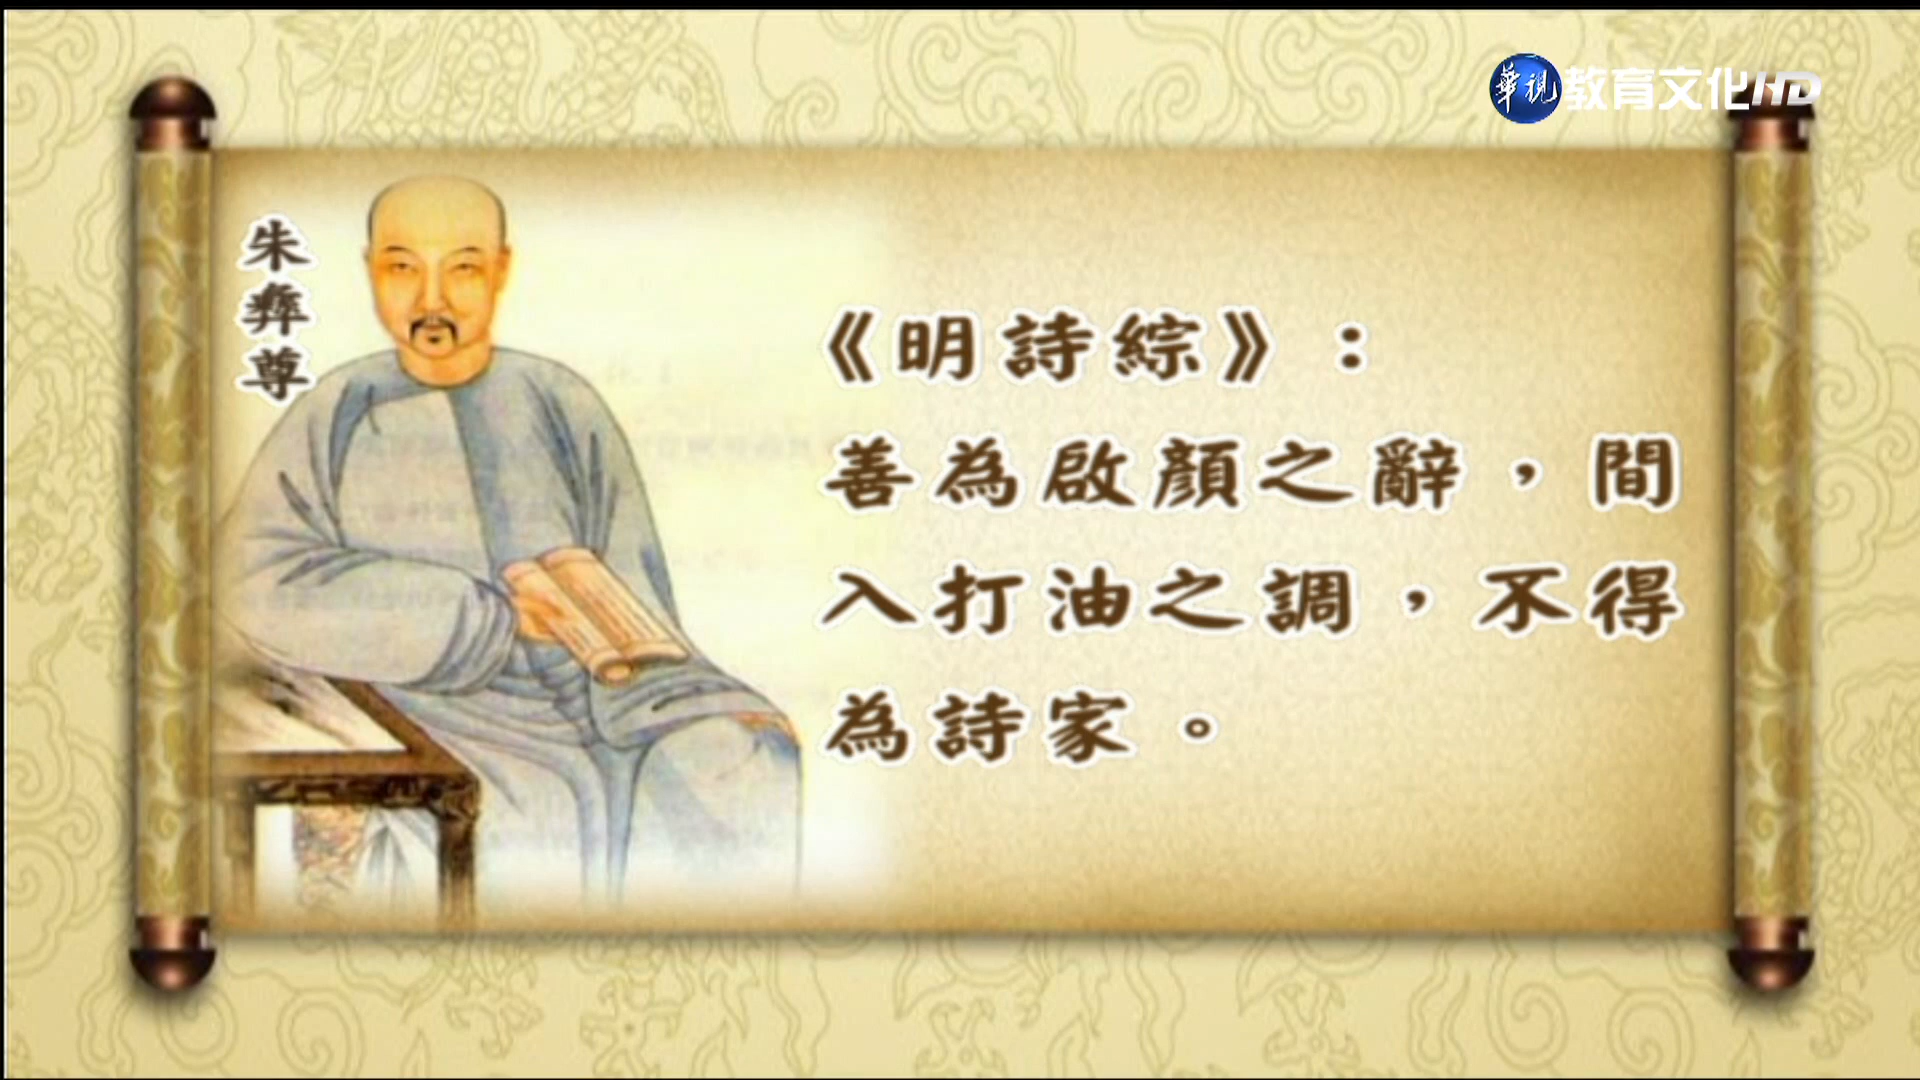 華視 教育文化HD
朱彝尊
《明詩綜》：
善為啟顏之辭，間
入打油之調，不得
為詩家。